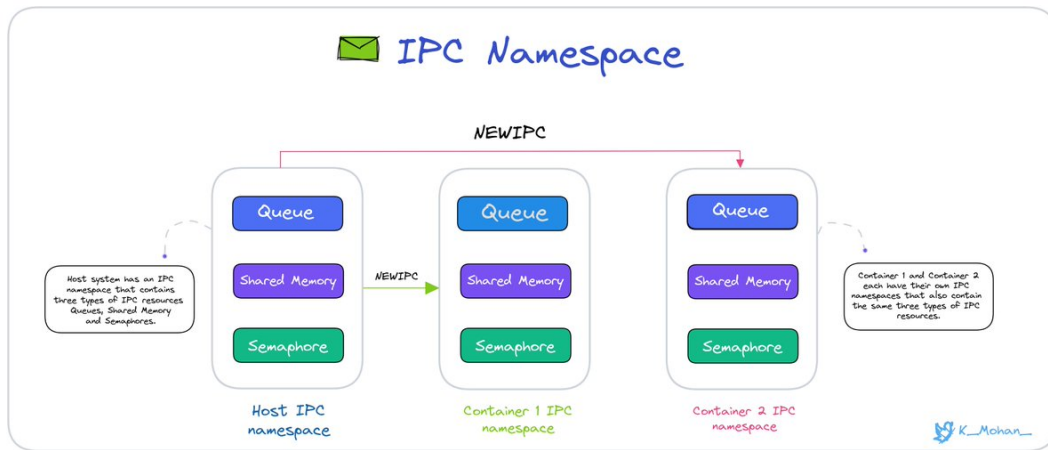 IPC Namespace
NEWIPC
Queue
Queue
Queue
Host system has an IPC
namespace that contains
three types of IPC resources
Queues, Shared Memory
and Semaphores.
Shared Memory
NEWIPC
Shared Memory
Shared Memory
Container 1 and Container 2
each have their own IPC
namespaces that also contain
the same three types of IPC
resources.
Semaphore
Semaphore
Semaphore
Host IPC
namespace
Container 1 IPC
namespace
Container 2 IPC
namespace
K_Mohan_